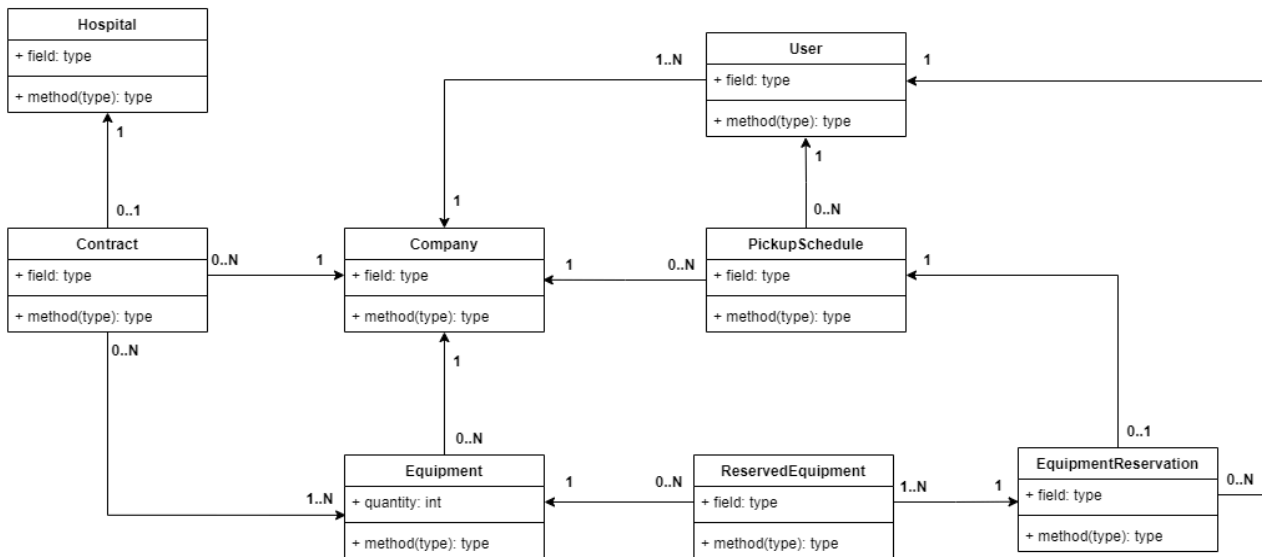 Hospital
+ field: type
+ method(type): type
1
0..1
User
+ field: type
+ method(type): type
1..N
1
1
1
0..N
Contract
+ field: type
+ method(type): type
0..N
1
0..N
Company
+ field: type
+ method(type): type
1
0..N
1
0..N
PickupSchedule
+ field: type
+ method(type): type
1
0..1
1..N
Equipment
+ quantity: int
+ method(type): type
1
0..N
ReservedEquipment
+ field: type
+ method(type): type
1..N
1
EquipmentReservation
+ field: type
+ method(type): type
0..N